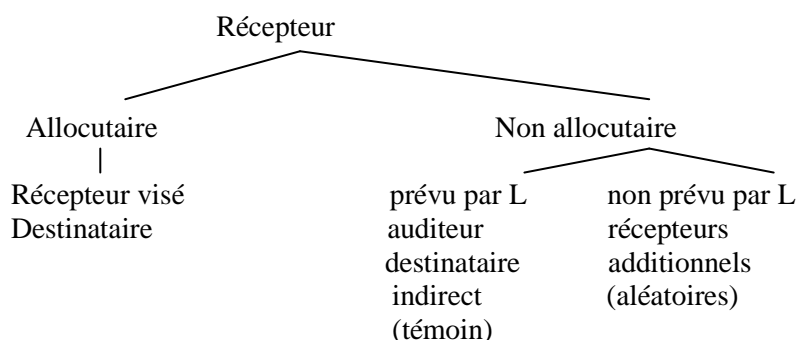 Récepteur
Allocutaire
Non allocutaire
Récepteur visé
Destinataire
prévu par L
auditeur
destinataire
indirect
(témoin)
non prévu par L
récepteurs
additionnels
(aléatoires)